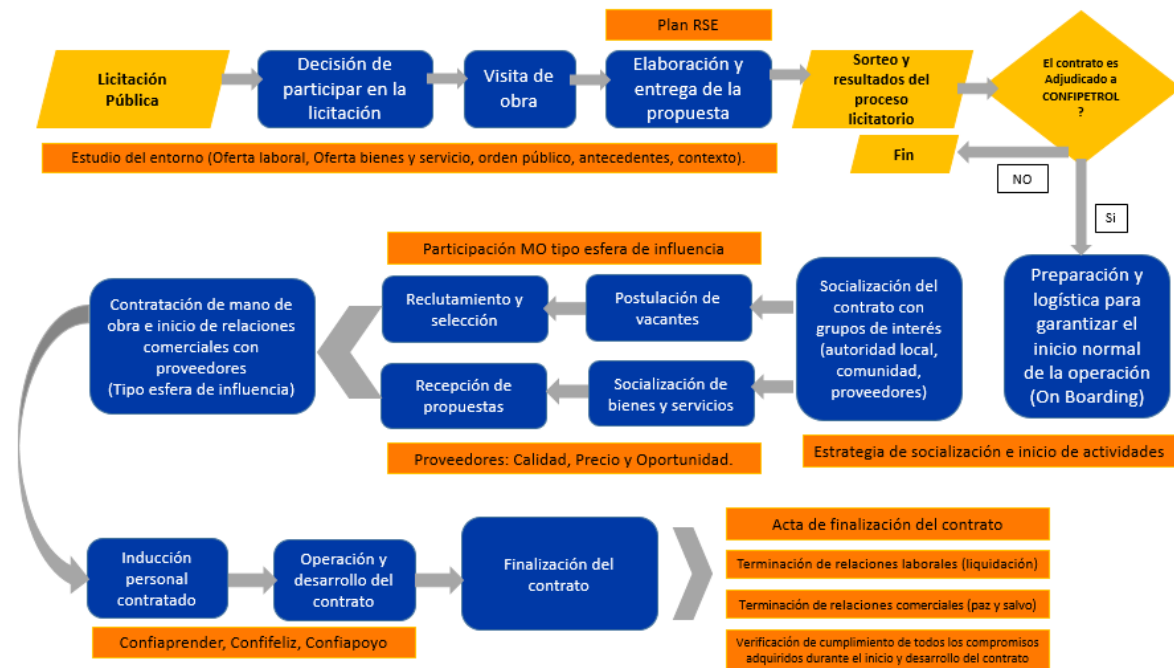 Plan RSE
Licitación
Pública
Decisión de
participar en la
licitación
Visita de
obra
Elaboración y
entrega de la
propuesta
Sorteo y
resultados del
proceso
licitatorio
El contrato es
Adjudicado a
CONFIPETROL
?
Estudio del entorno (Oferta laboral, Oferta bienes y servicio, orden público, antecedentes, contexto).
Fin
NO
Si
Participación MO tipo esfera de influencia
Contratación de mano de
obra e inicio de relaciones
comerciales con
proveedores
(Tipo esfera de influencia)
Reclutamiento y
selección
Postulación de
vacantes
Recepción de
propuestas
Socialización de
bienes y servicios
Socialización del
contrato con
grupos de interés
(autoridad local,
comunidad,
proveedores)
Preparación y
logística para
garantizar el
inicio normal
de la operación
(On Boarding)
Proveedores: Calidad, Precio y Oportunidad.
Estrategia de socialización e inicio de actividades
Inducción
personal
contratado
Operación y
desarrollo del
contrato
Finalización del
contrato
Acta de finalización del contrato
Terminación de relaciones laborales (liquidación)
Terminación de relaciones comerciales (paz y salvo)
Verificación de cumplimiento de todos los compromisos
adquiridos durante el inicio y desarrollo del contrato
Confiaprender, Confifeliz, Confiapoyo